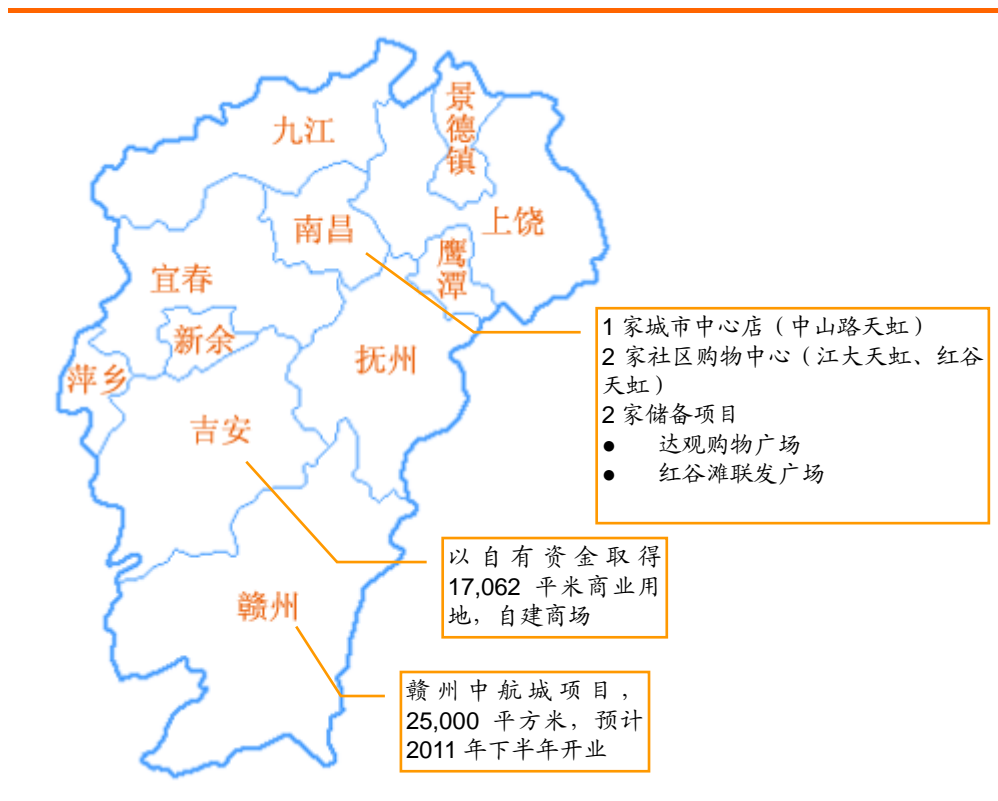 景德镇
九江
南昌
上饶
鹰潭
宜春
新余
萍乡
抚州
吉安
赣州
1 家城市中心店（中山路天虹）
2 家社区购物中心（江大天虹、红谷
天虹）
2 家储备项目
● 达观购物广场
● 红谷滩联发广场
以自有资金取得
17,062 平米商业用
地，自建商场
赣州中航城项目，
25,000 平方米，预计
2011 年下半年开业